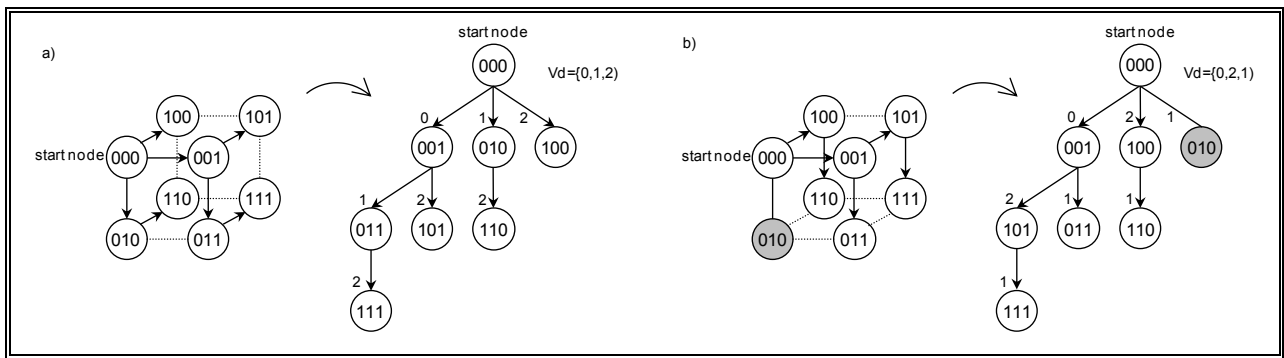 a)
start node
000
Vd={0,1,2)
0 1 2
001 010 100
1 2 2
011 101 110
2
111
100 101
start node 000 001
110 111
010 011
b)
start node
000
Vd={0,2,1)
0 2 1
001 100 010
2 1 1
101 011 110
1
111
100 101
start node 000 001
110 111
010 011